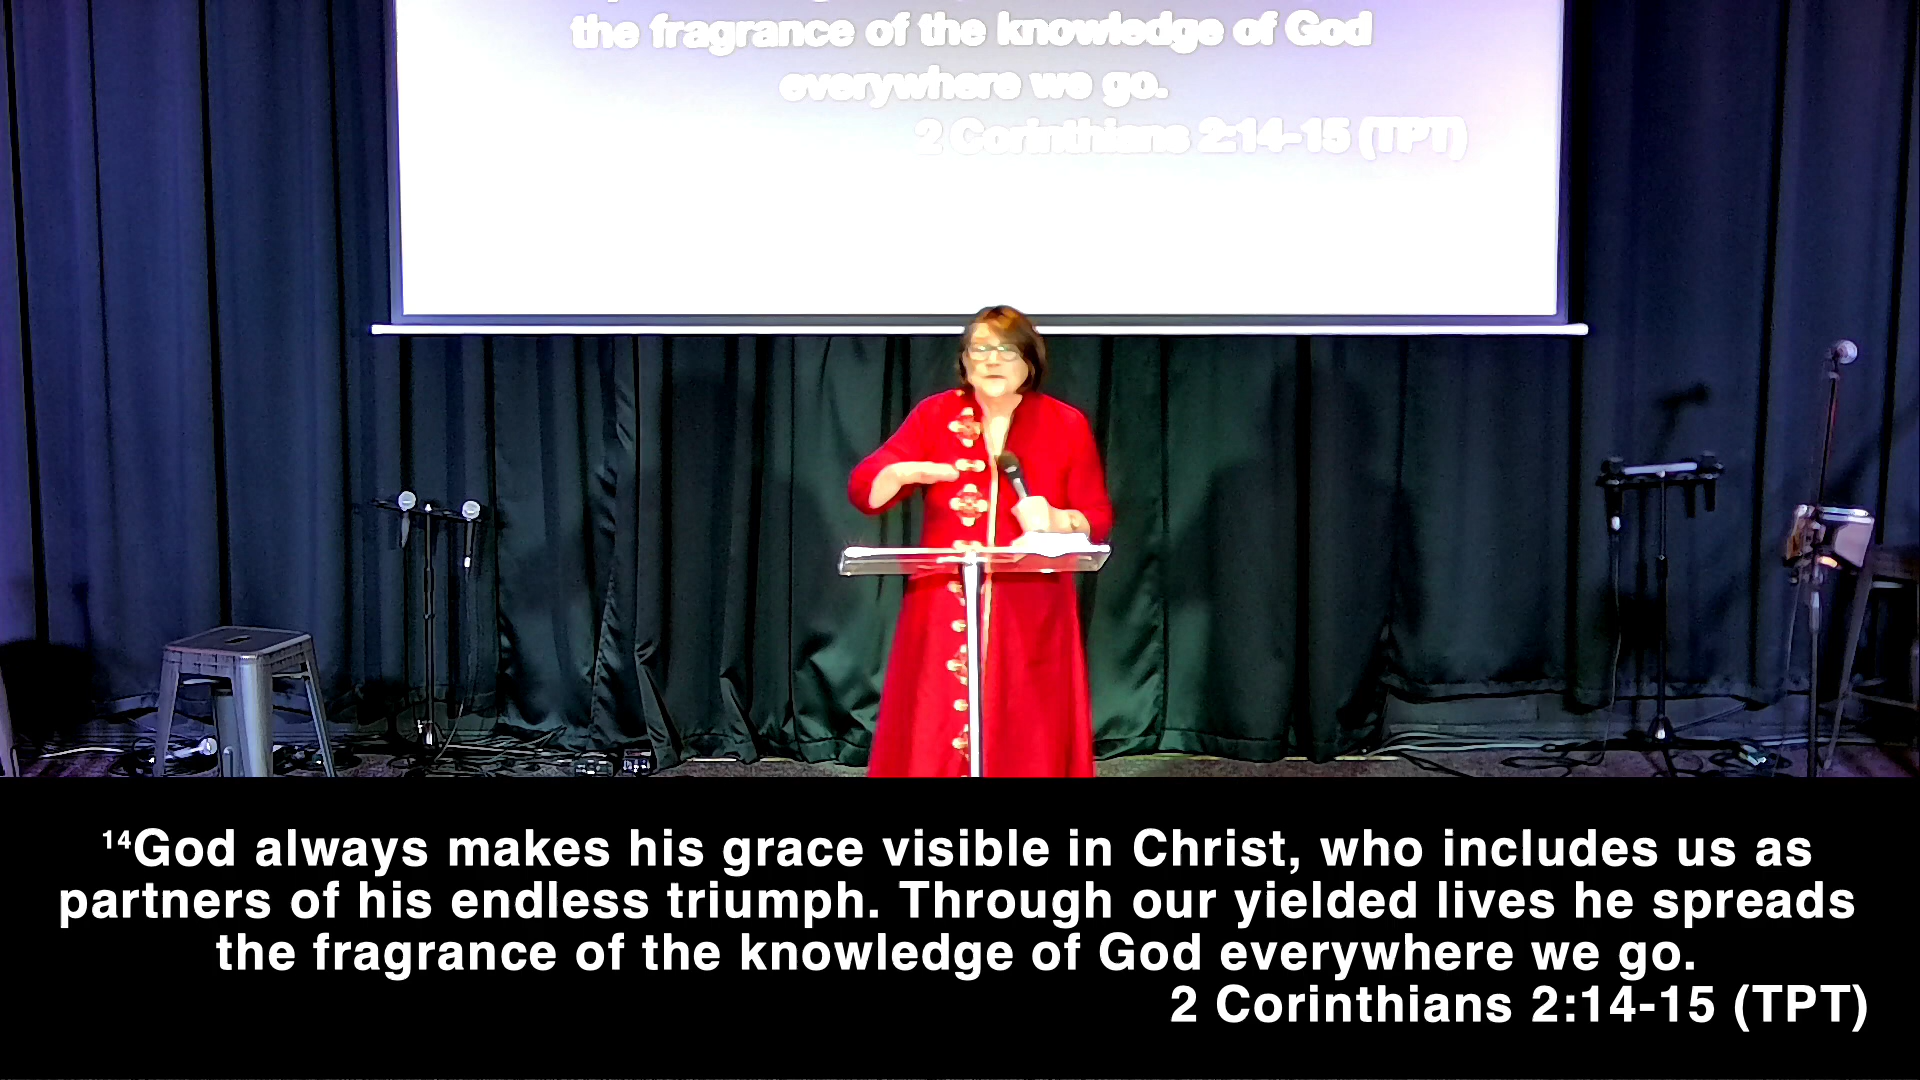 the fragrance of the knowledge of God
everywhere we go.
2 Corinthians 2:14-15 (TPT)
¹⁴God always makes his grace visible in Christ, who includes us as
partners of his endless triumph. Through our yielded lives he spreads
the fragrance of the knowledge of God everywhere we go.
2 Corinthians 2:14-15 (TPT)